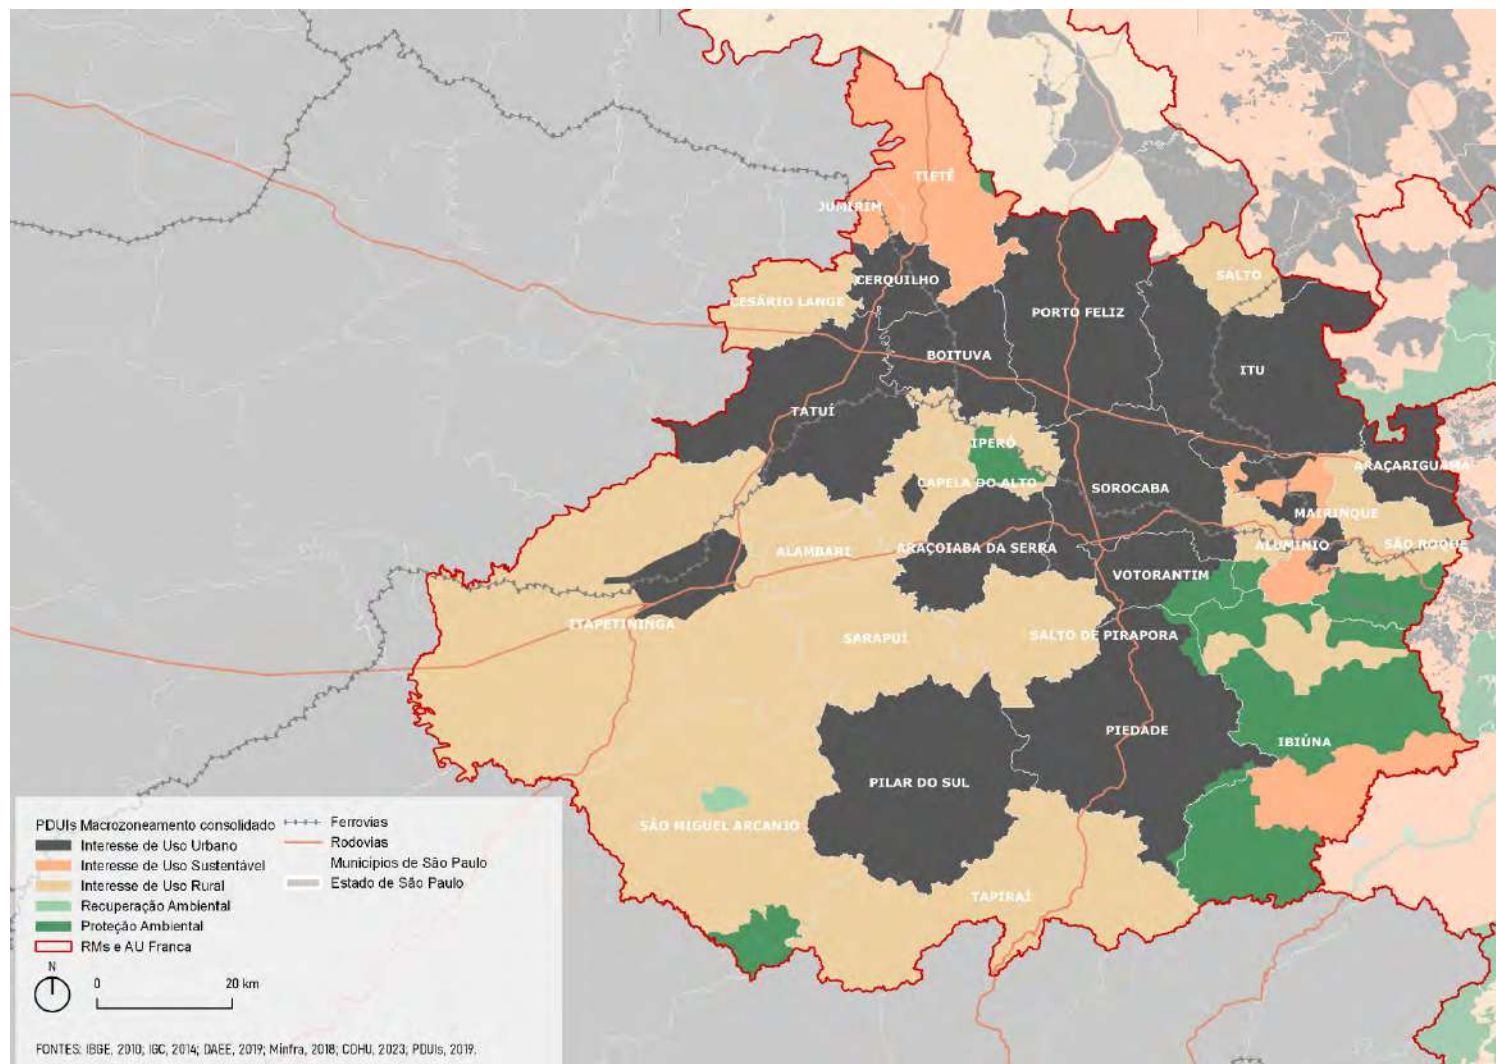 TIETÊ
JUMIRIM
CERQUILHO
SALTO
CESÁRIO LANGE
PORTO FELIZ
BOITUVA
ITU
TATUÍ
IPERÓ
ARAÇARIGUAMA
CAPELA DO ALTO
SOROCABA
MAIRINQUE
ALAMBARI
ARAÇOIABA DA SERRA
ALUMÍNIO
SÃO ROQUE
VOTORANTIM
ITAPETININGA
SARAPUÍ
SALTO DE PIRAPORA
PIEDADE
IBIÚNA
PILAR DO SUL
SÃO MIGUEL ARCANJO
TAPIRAÍ
PDUIs Macrozoneamento consolidado
Interesse de Uso Urbano
Interesse de Uso Sustentável
Interesse de Uso Rural
Recuperação Ambiental
Proteção Ambiental
RMs e AU Franca
Ferrovias
Rodovias
Municípios de São Paulo
Estado de São Paulo
N
0 20 km
FONTES: IBGE, 2010; IGC, 2014; DAEE, 2019; Minfra, 2018; CDHU, 2023; PDUIs, 2019.